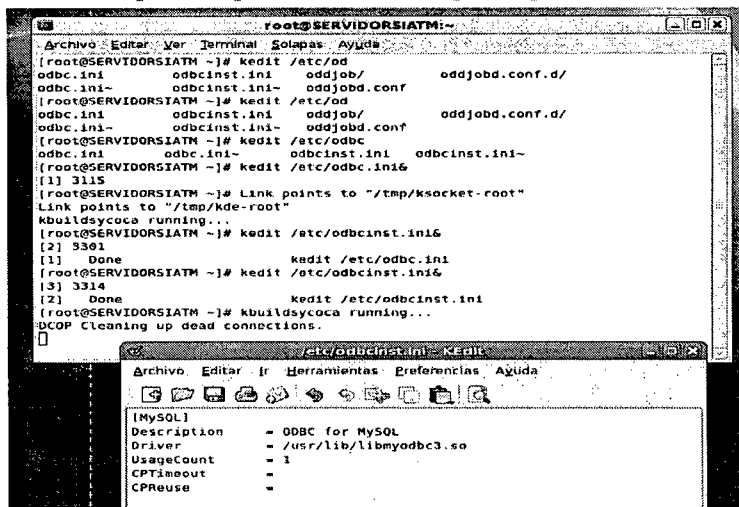 root@SERVIDORSIATM:~
Archivo Editar Ver Terminal Solapas Ayuda
[root@SERVIDORSIATM ~]# kedit /etc/od
odbc.ini odbcinst.ini oddjob/ oddjobd.conf.d/
odbc.ini~ odbcinst.ini~ oddjobd.conf
[root@SERVIDORSIATM ~]# kedit /etc/od
odbc.ini odbcinst.ini oddjob/ oddjobd.conf.d/
odbc.ini~ odbcinst.ini~ oddjobd.conf
[root@SERVIDORSIATM ~]# kedit /etc/odbc
odbc.ini odbc.ini~ odbcinst.ini odbcinst.ini~
[root@SERVIDORSIATM ~]# kedit /etc/odbc.ini&
[1] 3115
[root@SERVIDORSIATM ~]# Link points to "/tmp/ksocket-root"
Link points to "/tmp/kde-root"
kbuildsycoca running...
[root@SERVIDORSIATM ~]# kedit /etc/odbcinst.ini&
[2] 3301
[1] Done kedit /etc/odbc.ini
[root@SERVIDORSIATM ~]# kedit /etc/odbcinst.ini&
[3] 3314
[2] Done kedit /etc/odbcinst.ini
[root@SERVIDORSIATM ~]# kbuildsycoca running...
DCOP Cleaning up dead connections.
/etc/odbcinst.ini - KEdit
Archivo Editar Ir Herramientas Preferencias Ayuda
[MySQL]
Description = ODBC for MySQL
Driver = /usr/lib/libmyodbc3.so
UsageCount = 1
CPTimeout =
CPReuse =